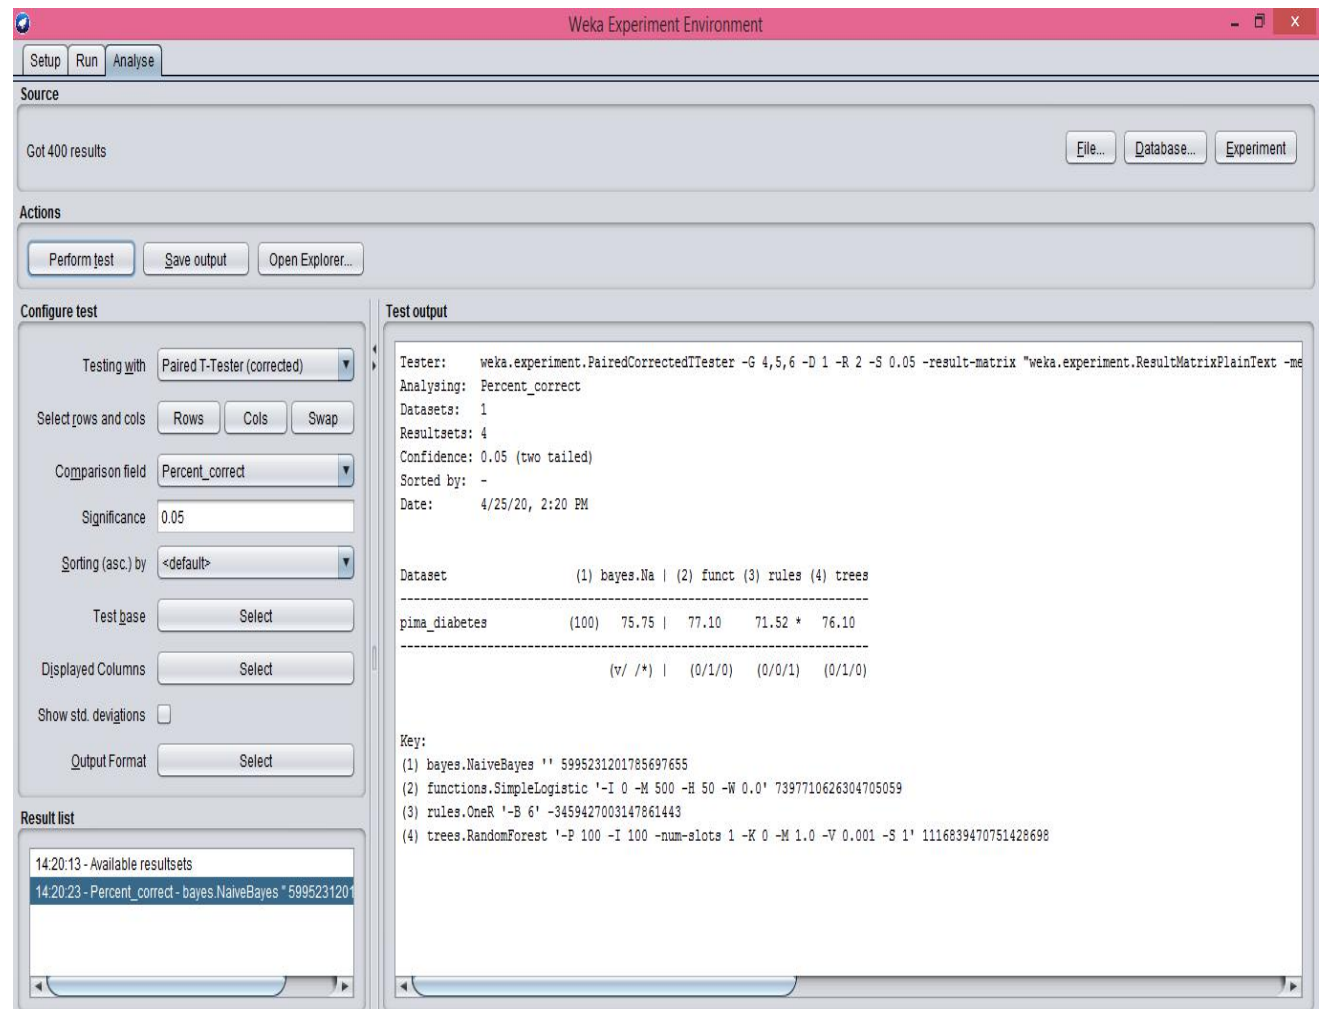 Weka Experiment Environment
Setup Run Analyse
Source
Got 400 results
File... Database... Experiment
Actions
Perform test Save output Open Explorer...
Configure test
Testing with Paired T-Tester (corrected)
Select rows and cols Rows Cols Swap
Comparison field Percent_correct
Significance 0.05
Sorting (asc.) by <default>
Test base Select
Displayed Columns Select
Show std. deviations
Output Format Select
Result list
14:20:13 - Available resultsets
14:20:23 - Percent_correct - bayes.NaiveBayes '' 5995231201
Test output
Tester: weka.experiment.PairedCorrectedTTester -G 4,5,6 -D 1 -R 2 -S 0.05 -result-matrix "weka.experiment.ResultMatrixPlainText -me
Analysing: Percent_correct
Datasets: 1
Resultsets: 4
Confidence: 0.05 (two tailed)
Sorted by: -
Date: 4/25/20, 2:20 PM
Dataset (1) bayes.Na | (2) funct (3) rules (4) trees
----------------------------------------------------------------------
pima_diabetes (100) 75.75 | 77.10 71.52 * 76.10
----------------------------------------------------------------------
(v/ /*) | (0/1/0) (0/0/1) (0/1/0)
Key:
(1) bayes.NaiveBayes '' 5995231201785697655
(2) functions.SimpleLogistic '-I 0 -M 500 -H 50 -W 0.0' 7397710626304705059
(3) rules.OneR '-B 6' -3459427003147861443
(4) trees.RandomForest '-P 100 -I 100 -num-slots 1 -K 0 -M 1.0 -V 0.001 -S 1' 1116839470751428698